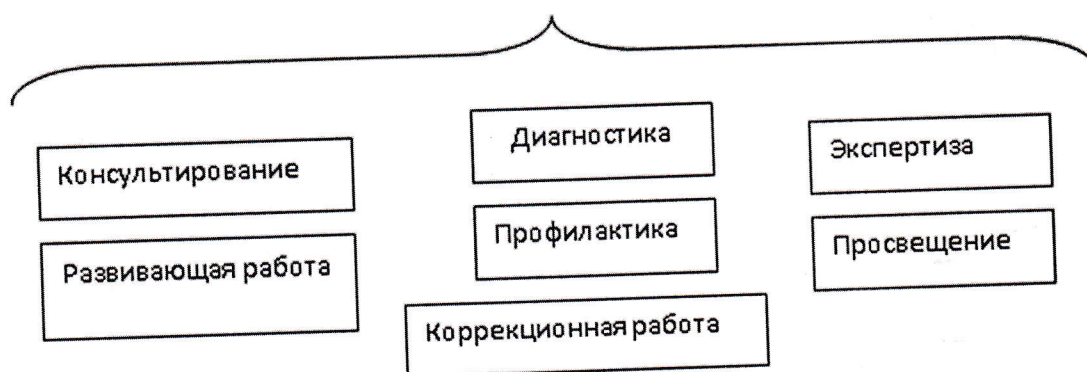 Консультирование
Развивающая работа
Диагностика
Профилактика
Коррекционная работа
Экспертиза
Просвещение